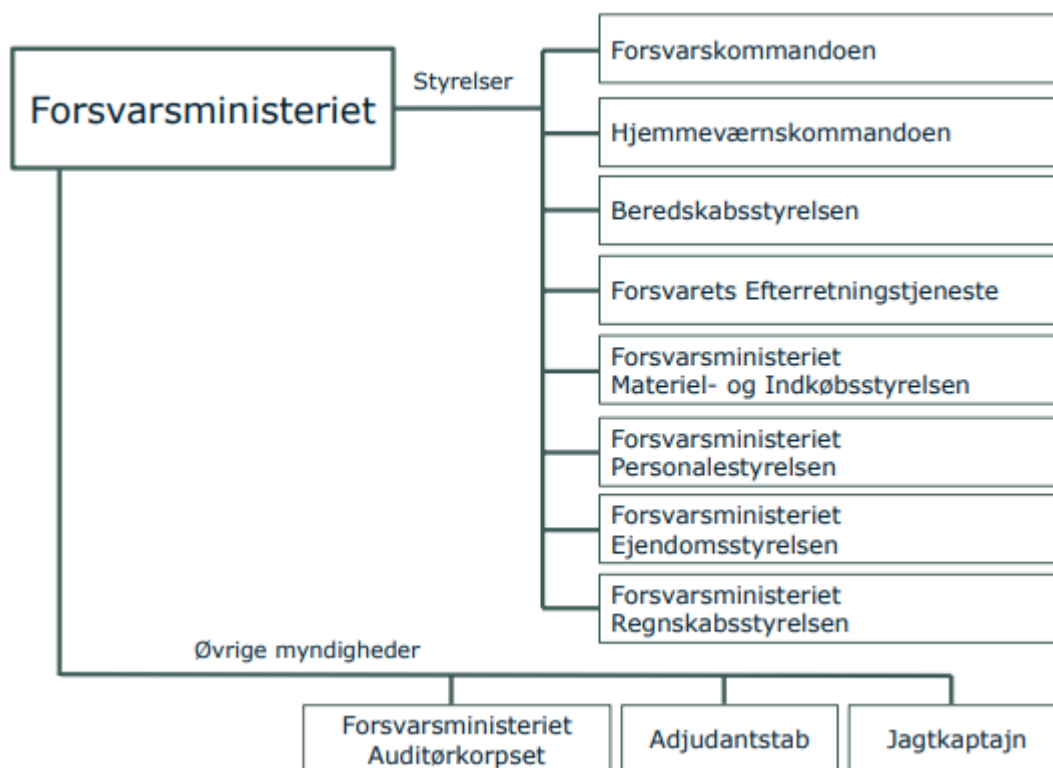 Forsvarsministeriet
Styrelser
Forsvarskommandoen
Hjemmeværnskommandoen
Beredskabsstyrelsen
Forsvarets Efterretningstjeneste
Forsvarsministeriet
Materiel- og Indkøbsstyrelsen
Forsvarsministeriet
Personalestyrelsen
Forsvarsministeriet
Ejendomsstyrelsen
Forsvarsministeriet
Regnskabsstyrelsen
Øvrige myndigheder
Forsvarsministeriet
Auditørkorpset
Adjudantstab
Jagtkaptajn